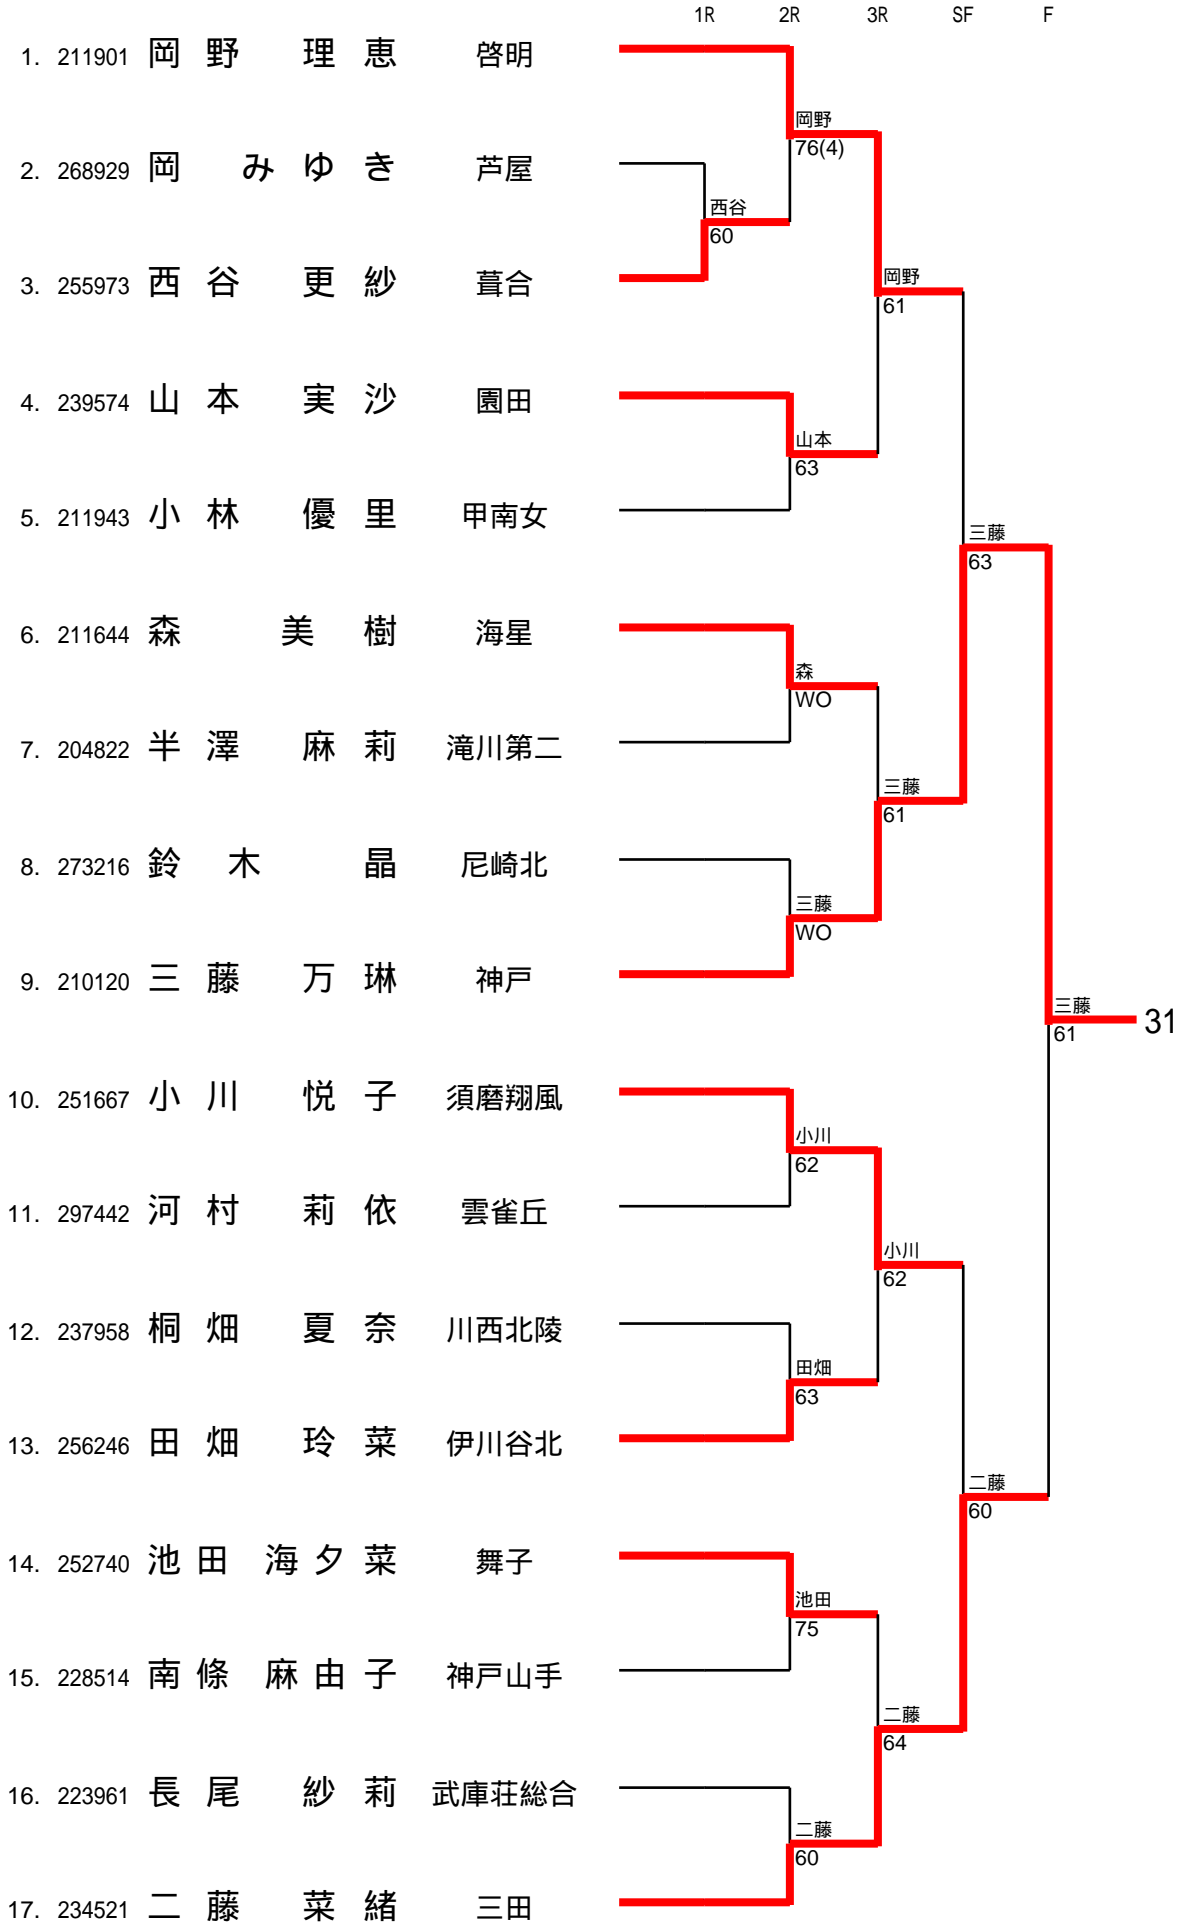 1R 2R 3R SF F
1. 211901 岡野 理恵 啓明
岡野
76(4)
2. 268929 岡 みゆき 芦屋
西谷
60
3. 255973 西谷 更紗 葺合
岡野
61
4. 239574 山本 実沙 園田
山本
63
5. 211943 小林 優里 甲南女
三藤
63
6. 211644 森 美樹 海星
森
WO
7. 204822 半澤 麻莉 滝川第二
三藤
61
8. 273216 鈴木 晶 尼崎北
三藤
WO
9. 210120 三藤 万琳 神戸
三藤
61
31
10. 251667 小川 悦子 須磨翔風
小川
62
11. 297442 河村 莉依 雲雀丘
小川
62
12. 237958 桐畑 夏奈 川西北陵
田畑
63
13. 256246 田畑 玲菜 伊川谷北
二藤
60
14. 252740 池田 海夕菜 舞子
池田
75
15. 228514 南條 麻由子 神戸山手
二藤
64
16. 223961 長尾 紗莉 武庫荘総合
二藤
60
17. 234521 二藤 菜緒 三田